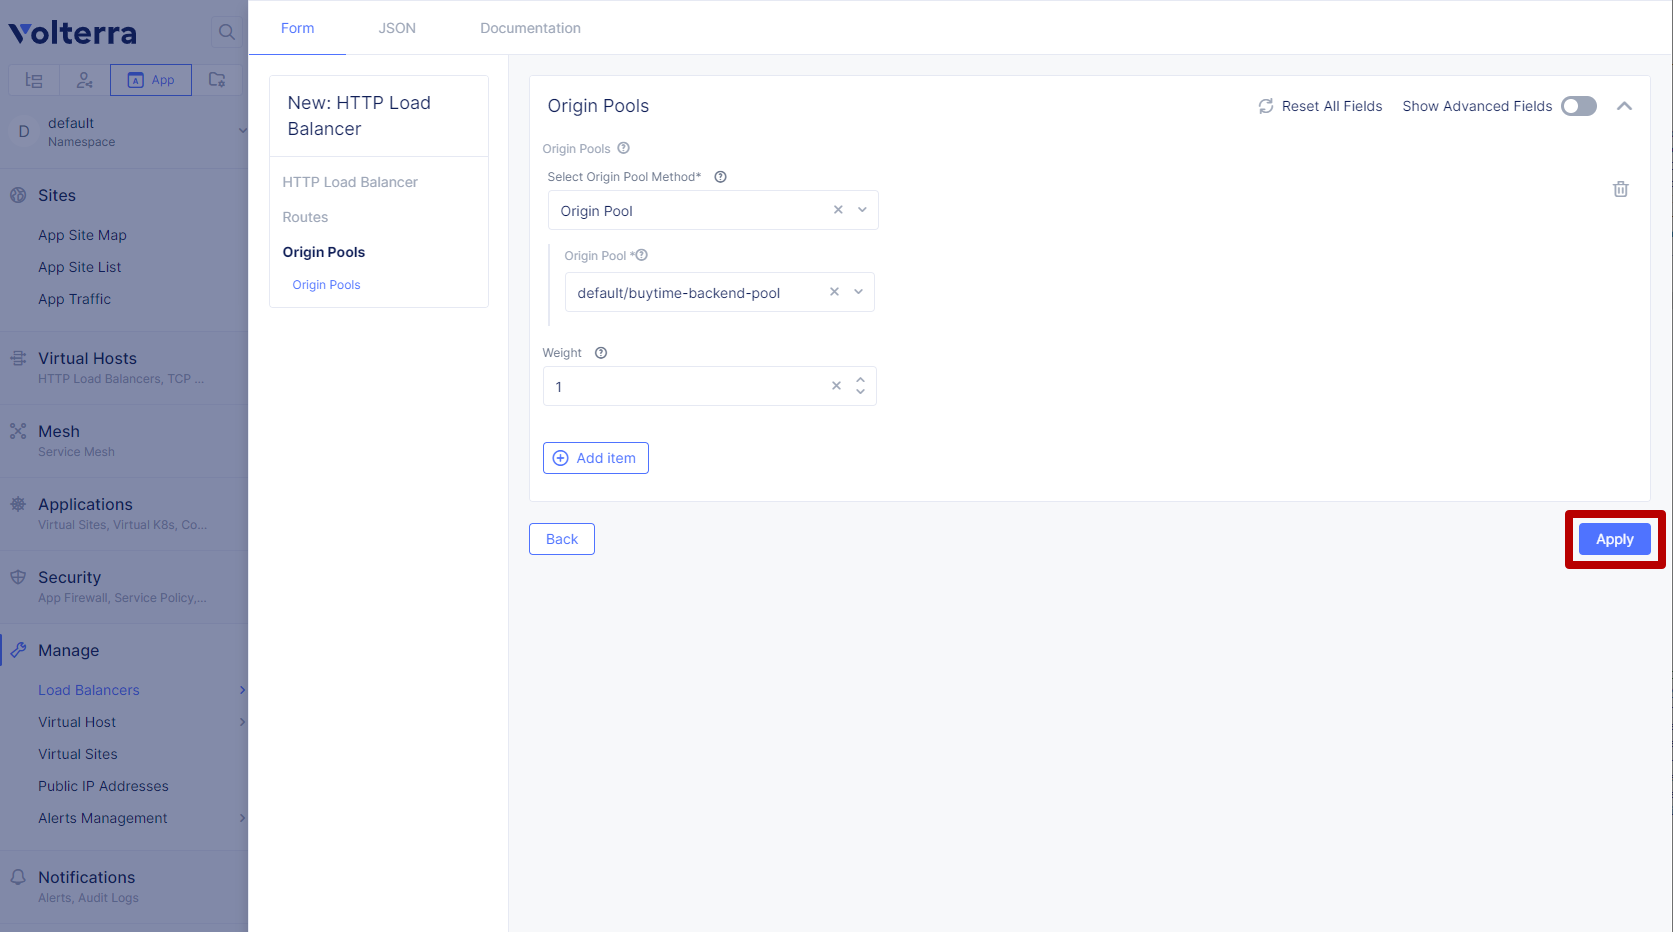 Volterra
App
D
default
Namespace
Sites
App Site Map
App Site List
App Traffic
Virtual Hosts
HTTP Load Balancers, TCP ...
Mesh
Service Mesh
Applications
Virtual Sites, Virtual K8s, Co...
Security
App Firewall, Service Policy,...
Manage
Load Balancers
Virtual Host
Virtual Sites
Public IP Addresses
Alerts Management
Notifications
Alerts, Audit Logs
Form JSON Documentation
New: HTTP Load
Balancer
HTTP Load Balancer
Routes
Origin Pools
Origin Pools
Origin Pools
Reset All Fields
Show Advanced Fields
Origin Pools
Select Origin Pool Method*
Origin Pool
Origin Pool *
default/buytime-backend-pool
Weight
1
Add item
Back
Apply